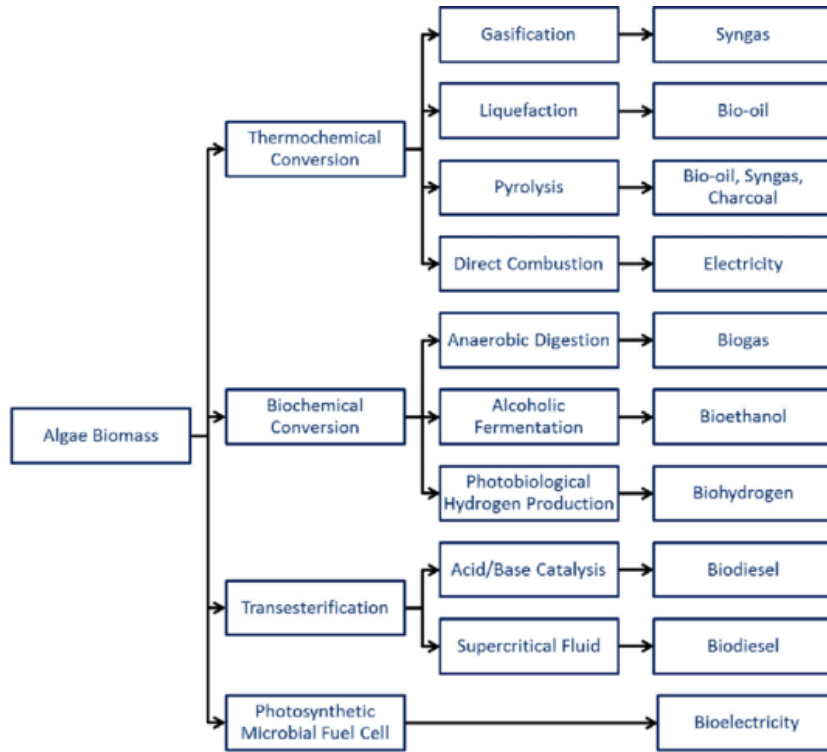 Gasification
Syngas
Liquefaction
Bio-oil
Thermochemical
Conversion
Pyrolysis
Bio-oil, Syngas,
Charcoal
Direct Combustion
Electricity
Anaerobic Digestion
Biogas
Algae Biomass
Biochemical
Conversion
Alcoholic
Fermentation
Bioethanol
Photobiological
Hydrogen Production
Biohydrogen
Transesterification
Acid/Base Catalysis
Biodiesel
Supercritical Fluid
Biodiesel
Photosynthetic
Microbial Fuel Cell
Bioelectricity